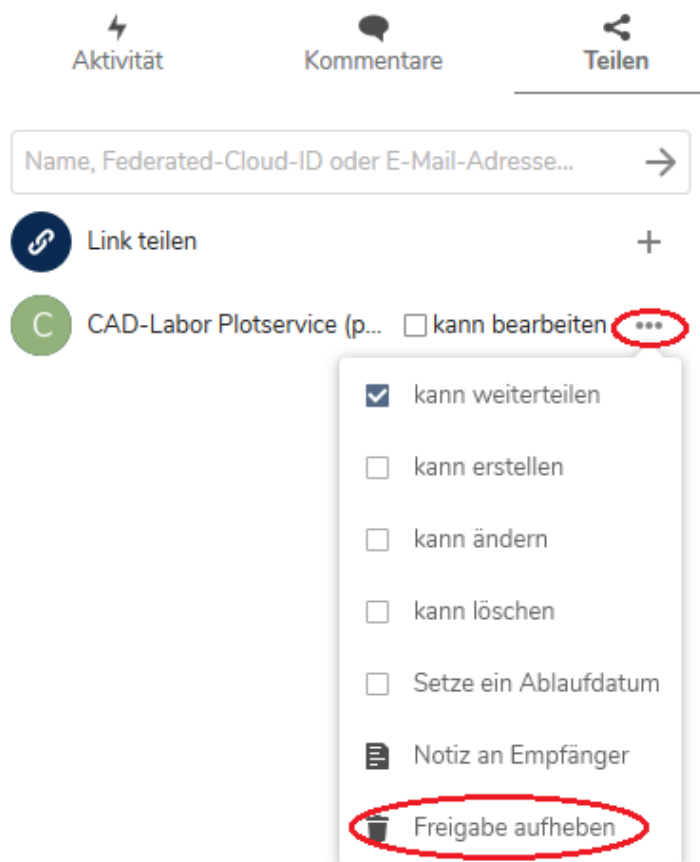 Aktivität Kommentare Teilen
Name, Federated-Cloud-ID oder E-Mail-Adresse...
Link teilen
C CAD-Labor Plotservice (p... kann bearbeiten
kann weiterteilen
kann erstellen
kann ändern
kann löschen
Setze ein Ablaufdatum
Notiz an Empfänger
Freigabe aufheben